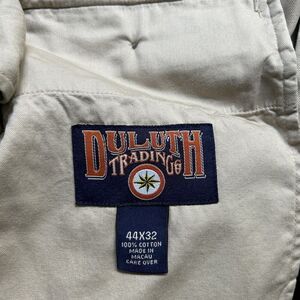 DULUTH
TRADING CO
44X32
100% COTTON
MADE IN
MACAU
CARE OVER